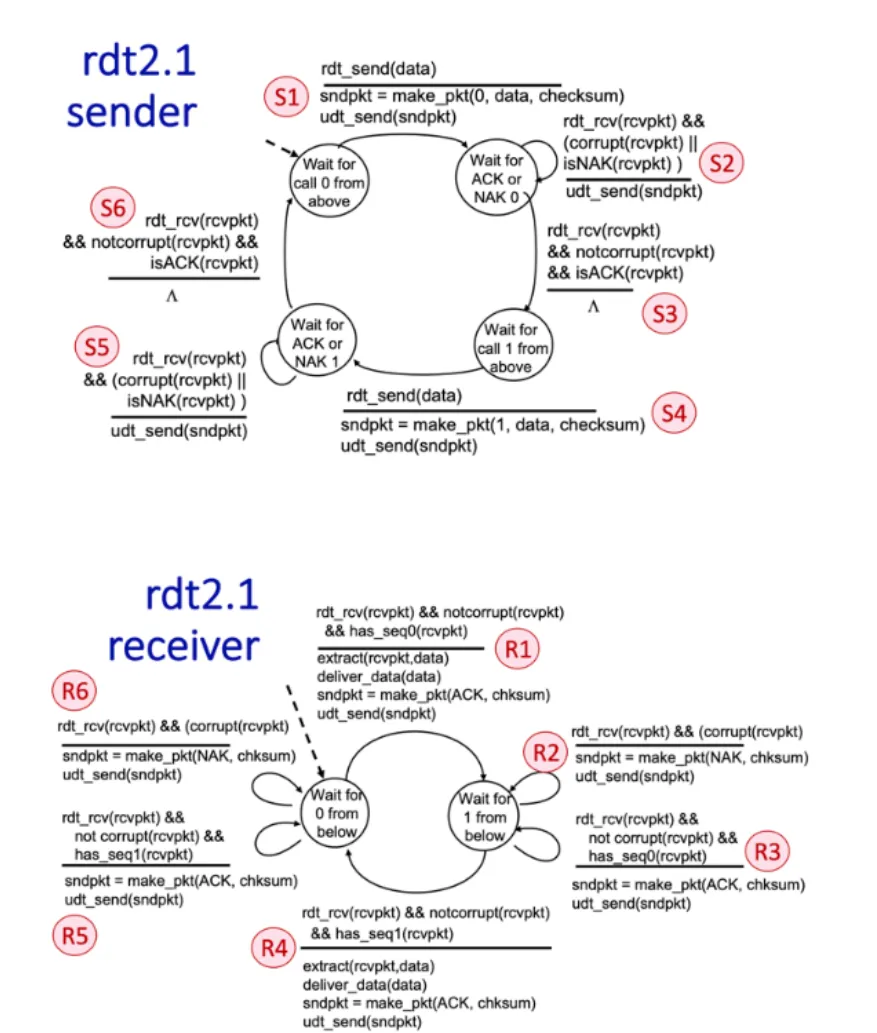 rdt2.1
sender
S1
rdt_send(data)
sndpkt = make_pkt(0, data, checksum)
udt_send(sndpkt)
Wait for
call 0 from
above
Wait for
ACK or
NAK 0
rdt_rcv(rcvpkt) &&
(corrupt(rcvpkt) ||
isNAK(rcvpkt) )
udt_send(sndpkt)
S2
S6
rdt_rcv(rcvpkt)
&& notcorrupt(rcvpkt) &&
isACK(rcvpkt)
Λ
rdt_rcv(rcvpkt)
&& notcorrupt(rcvpkt)
&& isACK(rcvpkt)
Λ
S3
Wait for
ACK or
NAK 1
Wait for
call 1 from
above
S5
rdt_rcv(rcvpkt)
&& (corrupt(rcvpkt) ||
isNAK(rcvpkt) )
udt_send(sndpkt)
rdt_send(data)
sndpkt = make_pkt(1, data, checksum)
udt_send(sndpkt)
S4
rdt2.1
receiver
rdt_rcv(rcvpkt) && notcorrupt(rcvpkt)
&& has_seq0(rcvpkt)
extract(rcvpkt,data)
deliver_data(data)
sndpkt = make_pkt(ACK, chksum)
udt_send(sndpkt)
R1
R6
rdt_rcv(rcvpkt) && (corrupt(rcvpkt)
sndpkt = make_pkt(NAK, chksum)
udt_send(sndpkt)
R2
rdt_rcv(rcvpkt) && (corrupt(rcvpkt)
sndpkt = make_pkt(NAK, chksum)
udt_send(sndpkt)
Wait for
0 from
below
Wait for
1 from
below
rdt_rcv(rcvpkt) &&
not corrupt(rcvpkt) &&
has_seq1(rcvpkt)
sndpkt = make_pkt(ACK, chksum)
udt_send(sndpkt)
R5
rdt_rcv(rcvpkt) &&
not corrupt(rcvpkt) &&
has_seq0(rcvpkt)
sndpkt = make_pkt(ACK, chksum)
udt_send(sndpkt)
R3
R4
rdt_rcv(rcvpkt) && notcorrupt(rcvpkt)
&& has_seq1(rcvpkt)
extract(rcvpkt,data)
deliver_data(data)
sndpkt = make_pkt(ACK, chksum)
udt_send(sndpkt)